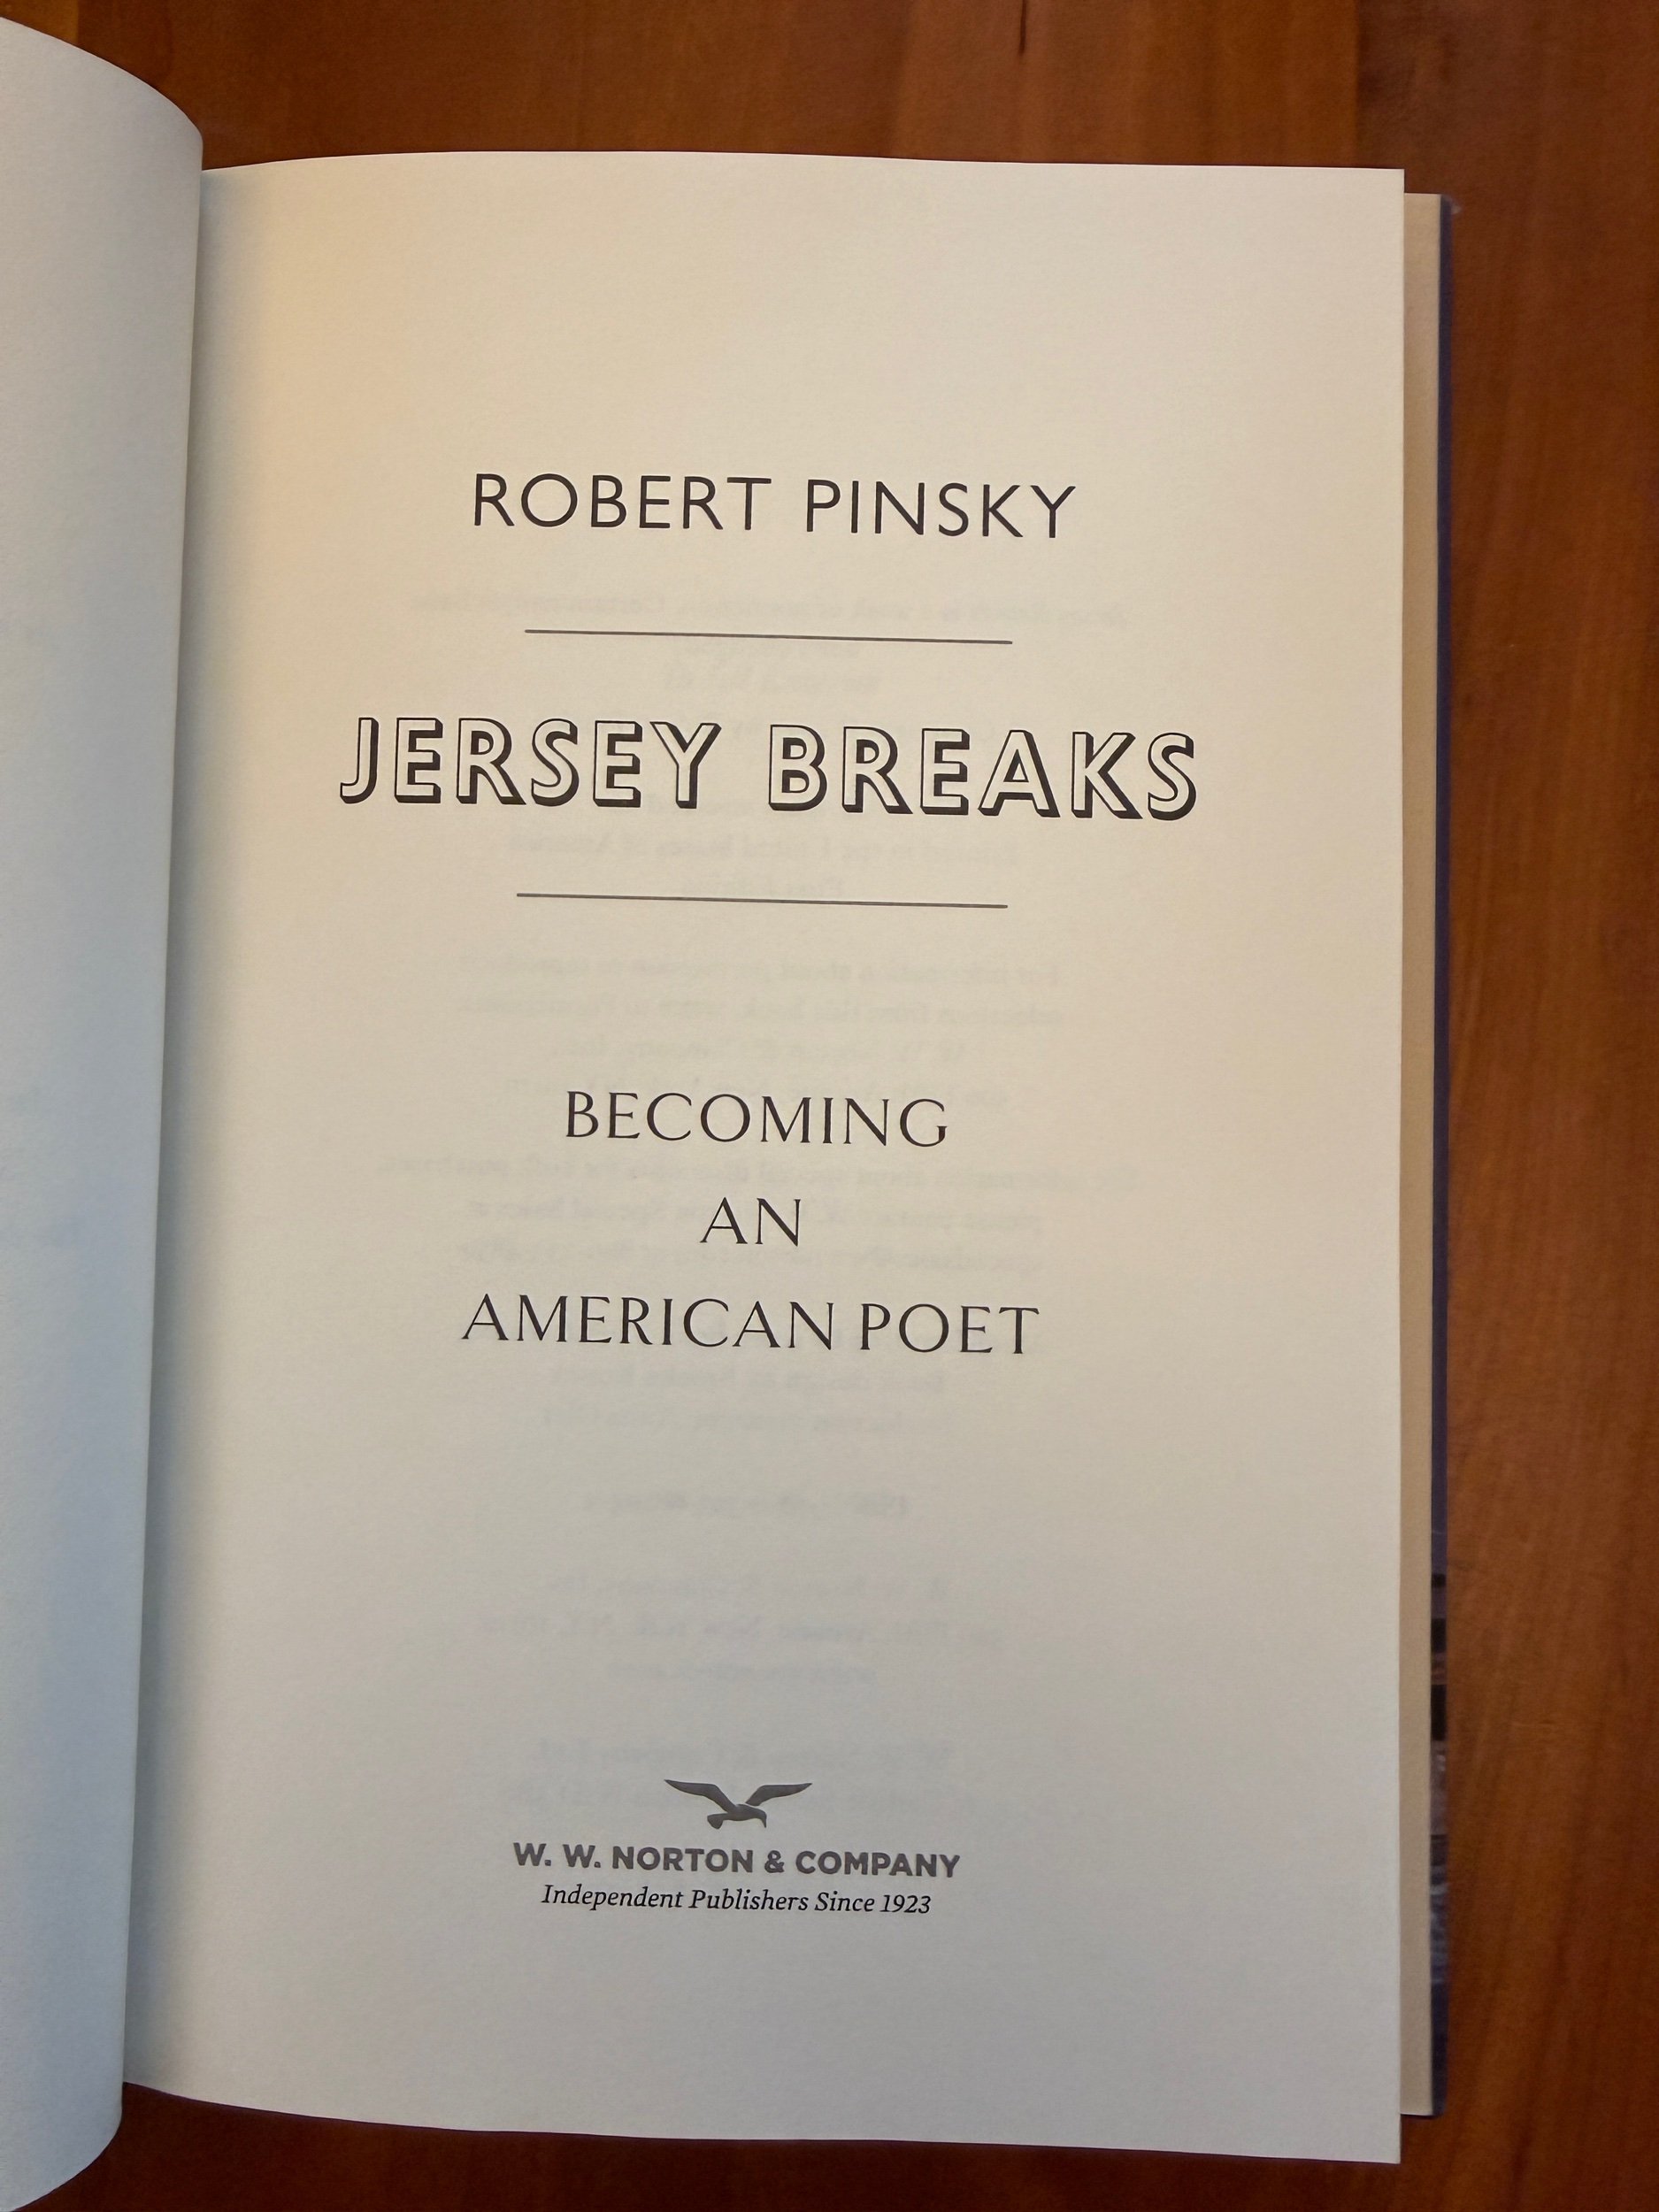 ROBERT PINSKY
JERSEY BREAKS
BECOMING
AN
AMERICAN POET
W. W. NORTON & COMPANY
Independent Publishers Since 1923